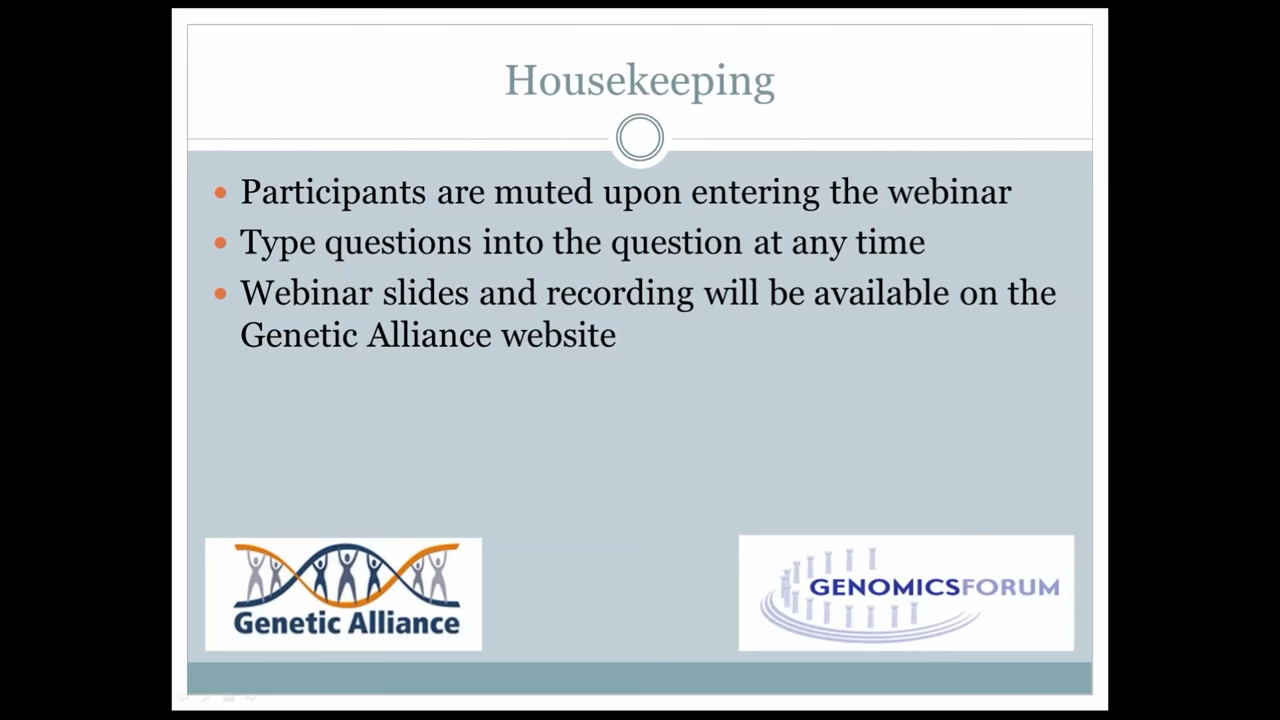 Housekeeping
• Participants are muted upon entering the webinar
• Type questions into the question at any time
• Webinar slides and recording will be available on the
Genetic Alliance website
Genetic Alliance
GENOMICSFORUM